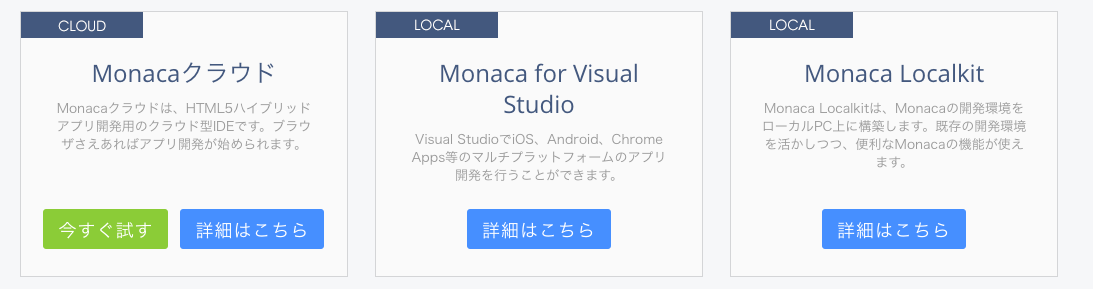 CLOUD
Monacaクラウド
Monacaクラウドは、HTML5ハイブリッド
アプリ開発用のクラウド型IDEです。ブラウ
ザさえあればアプリ開発が始められます。
今すぐ試す
詳細はこちら
LOCAL
Monaca for Visual
Studio
Visual StudioでiOS、Android、Chrome
Apps等のマルチプラットフォームのアプリ
開発を行うことができます。
詳細はこちら
LOCAL
Monaca Localkit
Monaca Localkitは、Monacaの開発環境を
ローカルPC上に構築します。既存の開発環境
を活かしつつ、便利なMonacaの機能が使え
ます。
詳細はこちら